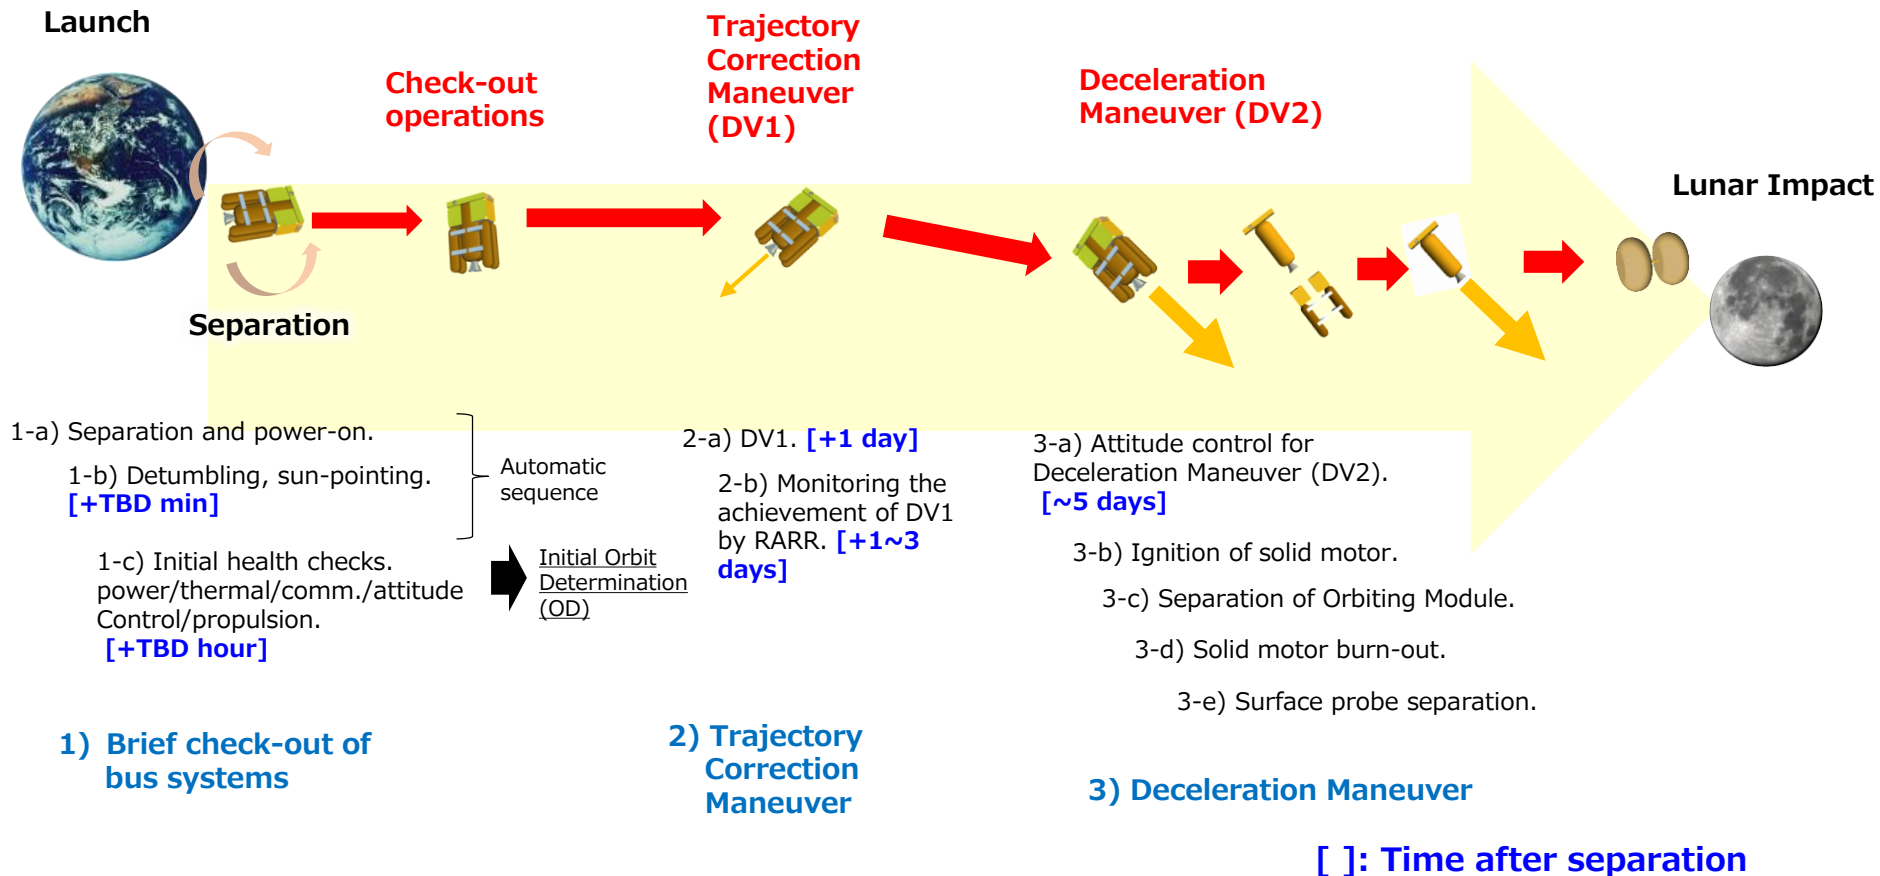 Launch
Check-out
operations
Trajectory
Correction
Maneuver
(DV1)
Deceleration
Maneuver (DV2)
Lunar Impact
Separation
1-a) Separation and power-on.
1-b) Detumbling, sun-pointing.
[+TBD min]
Automatic
sequence
1-c) Initial health checks.
power/thermal/comm./attitude
Control/propulsion.
[+TBD hour]
Initial Orbit
Determination
(OD)
2-a) DV1. [+1 day]
2-b) Monitoring the
achievement of DV1
by RARR. [+1~3
days]
3-a) Attitude control for
Deceleration Maneuver (DV2).
[~5 days]
3-b) Ignition of solid motor.
3-c) Separation of Orbiting Module.
3-d) Solid motor burn-out.
3-e) Surface probe separation.
1) Brief check-out of
bus systems
2) Trajectory
Correction
Maneuver
3) Deceleration Maneuver
[ ]: Time after separation